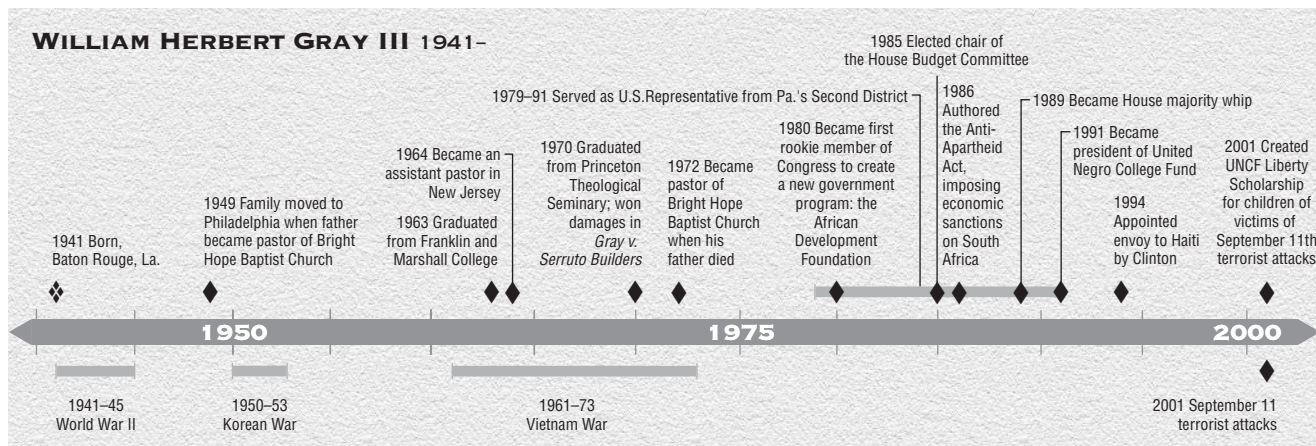 WILLIAM HERBERT GRAY III 1941–
1985 Elected chair of
the House Budget Committee
1979–91 Served as U.S.Representative from Pa.'s Second District
1986
Authored
the Anti-
Apartheid
Act,
imposing
economic
sanctions
on South
Africa
1989 Became House majority whip
1941 Born,
Baton Rouge, La.
1949 Family moved to
Philadelphia when father
became pastor of Bright
Hope Baptist Church
1964 Became an
assistant pastor in
New Jersey
1963 Graduated
from Franklin and
Marshall College
1970 Graduated
from Princeton
Theological
Seminary; won
damages in
Gray v.
Serruto Builders
1972 Became
pastor of
Bright Hope
Baptist Church
when his
father died
1980 Became first
rookie member of
Congress to create
a new government
program: the
African
Development
Foundation
1991 Became
president of United
Negro College Fund
1994
Appointed
envoy to Haiti
by Clinton
2001 Created
UNCF Liberty
Scholarship
for children of
victims of
September 11th
terrorist attacks
1950
1975
2000
1941–45
World War II
1950–53
Korean War
1961–73
Vietnam War
2001 September 11
terrorist attacks